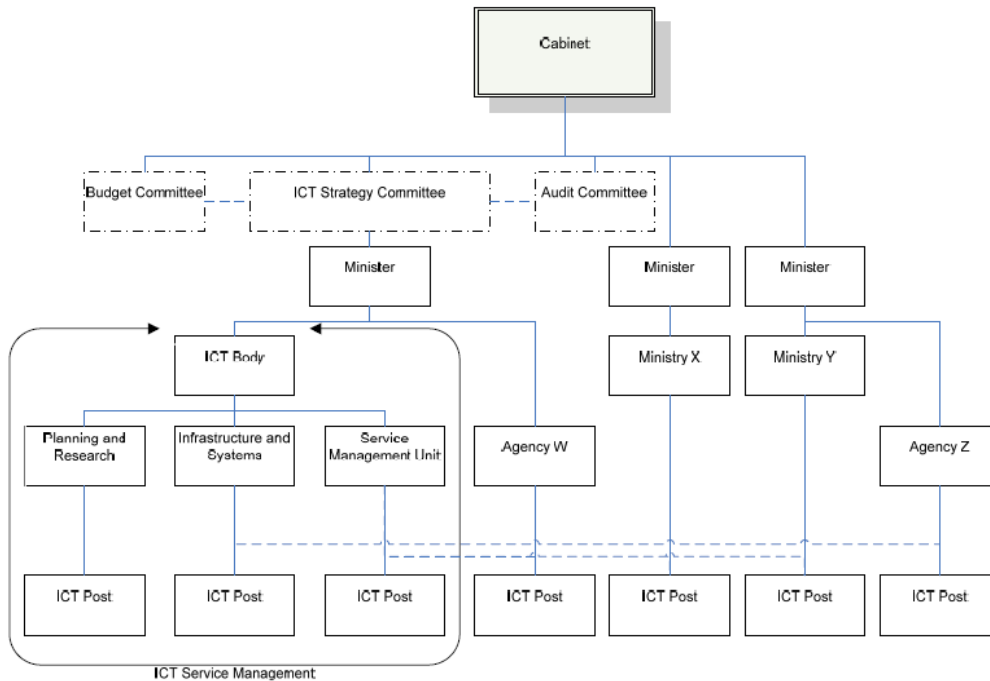 Cabinet
Budget Committee
ICT Strategy Committee
Audit Committee
Minister
Minister
Minister
ICT Body
Ministry X
Ministry Y
Planning and
Research
Infrastructure and
Systems
Service
Management Unit
Agency W
Agency Z
ICT Post
ICT Post
ICT Post
ICT Post
ICT Post
ICT Post
ICT Post
ICT Service Management